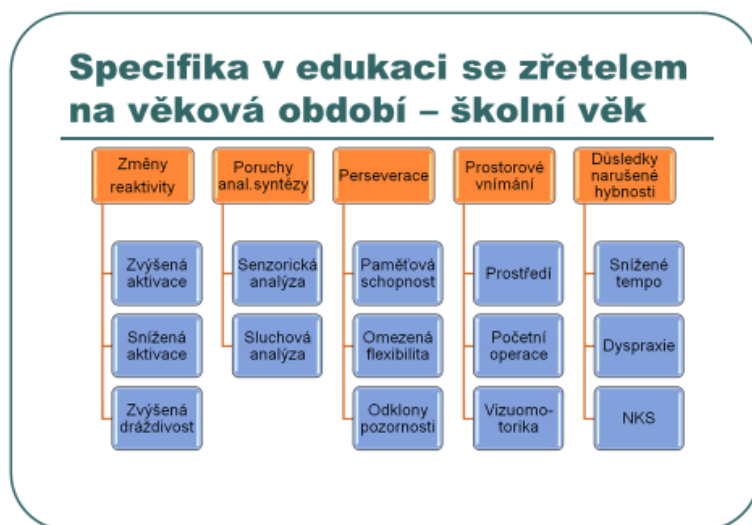 Specifika v edukaci se zřetelem
na věková období – školní věk
Změny
reaktivity
Zvýšená
aktivace
Snížená
aktivace
Zvýšená
dráždivost
Poruchy
anal.syntézy
Senzorická
analýza
Sluchová
analýza
Perseverace
Paměťová
schopnost
Omezená
flexibilita
Odklony
pozornosti
Prostorové
vnímání
Prostředí
Početní
operace
Vizuomo-
torika
Důsledky
narušené
hybnosti
Snížené
tempo
Dyspraxie
NKS